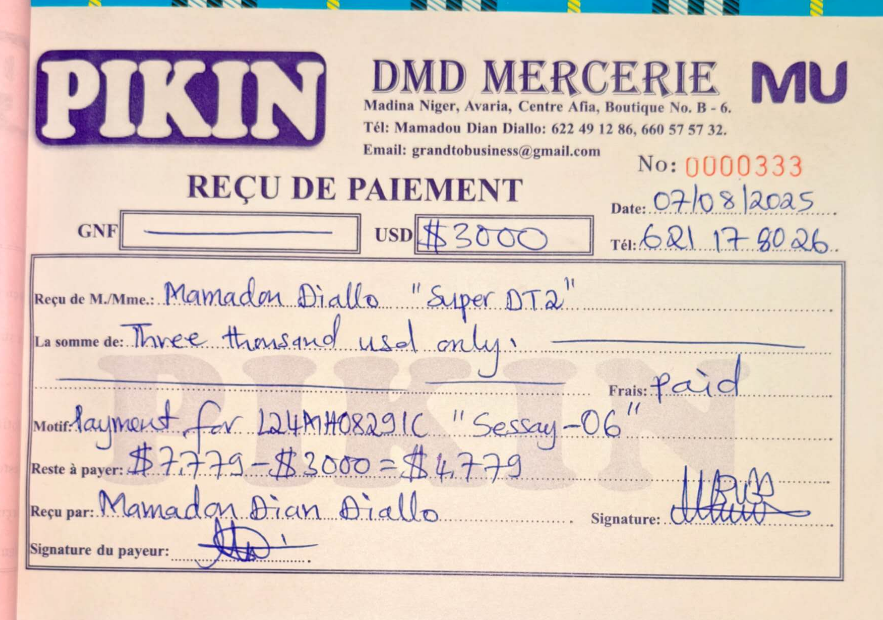 PIKIN
DMD MERCERIE
MU
Madina Niger, Avaria, Centre Afia, Boutique No. B - 6.
Tél: Mamadou Dian Diallo: 622 49 12 86, 660 57 57 32.
Email: grandtobusiness@gmail.com
No: 0000333
REÇU DE PAIEMENT
Date: 07/08/2025
GNF
USD $3000
Tél: 621 17 80 26
Reçu de M./Mme.: Mamadou Diallo "Super DT2"
La somme de: Three thousand usd only.
Frais: Paid
Motif: Payment for L24AH08291C "Sessay-06"
Reste à payer: $7,779 - $3000 = $4,779
Reçu par: Mamadou Dian Diallo
Signature:
Signature du payeur:
PIKIN